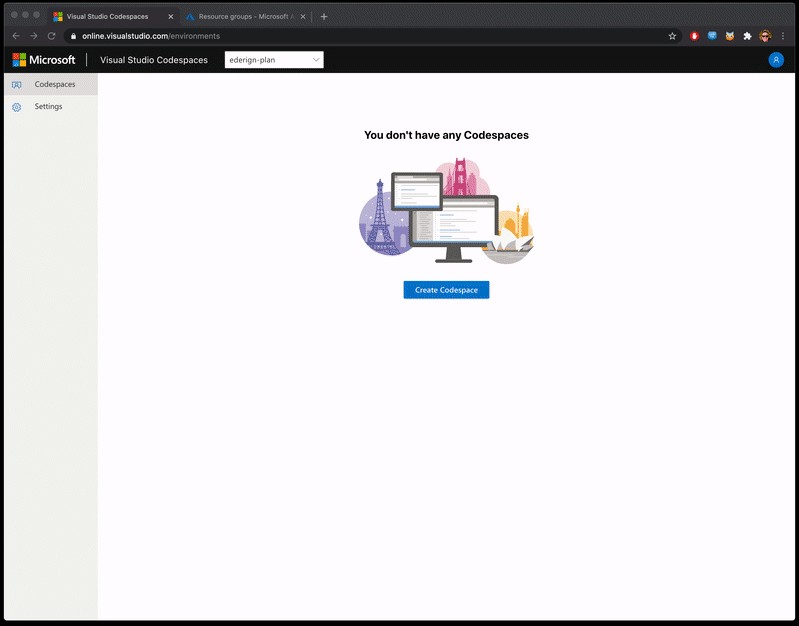 Visual Studio Codespaces
Resource groups - Microsoft A
online.visualstudio.com/environments
Microsoft
Visual Studio Codespaces
ederign-plan
Codespaces
Settings
You don't have any Codespaces
Create Codespace